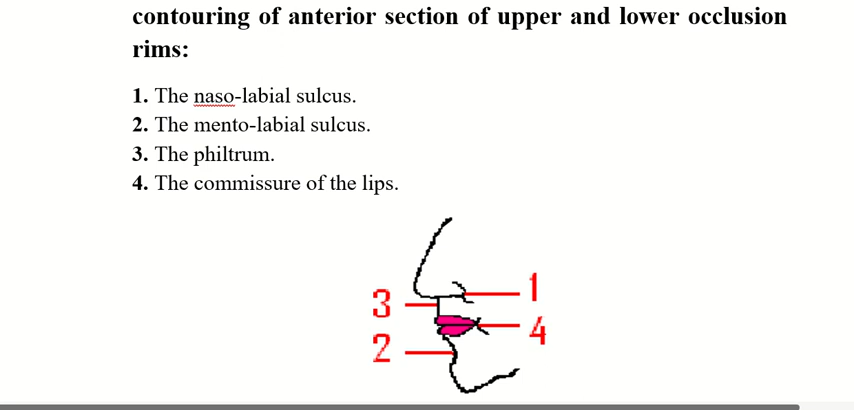 contouring of anterior section of upper and lower occlusion
rims:
1. The naso-labial sulcus.
2. The mento-labial sulcus.
3. The philtrum.
4. The commissure of the lips.
1
3
4
2